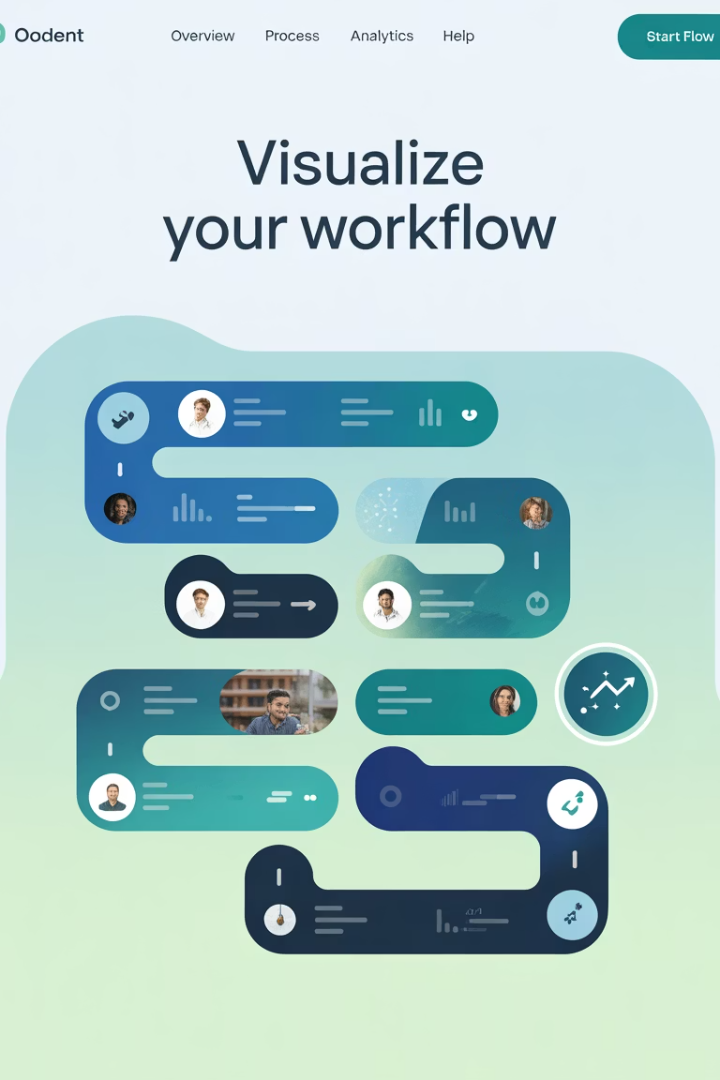 Oodent
Overview
Process
Analytics
Help
Start Flow
Visualize
your workflow